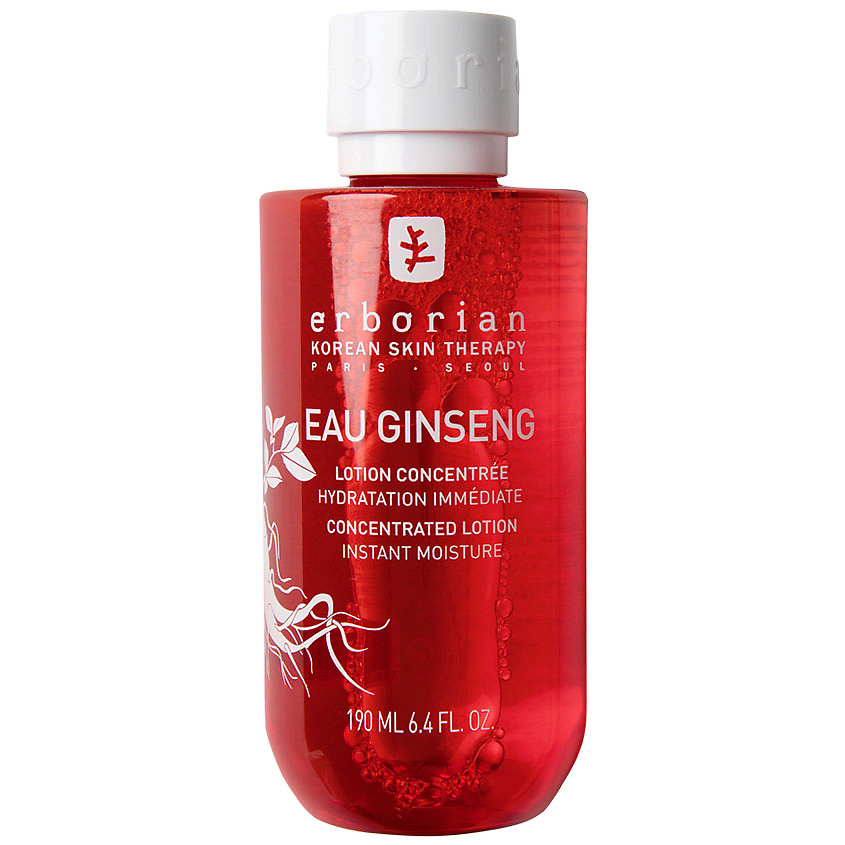 erborian
KOREAN SKIN THERAPY
PARIS · SEOUL
EAU GINSENG
LOTION CONCENTRÉE
HYDRATATION IMMÉDIATE
CONCENTRATED LOTION
INSTANT MOISTURE
190 ML 6.4 FL. OZ.